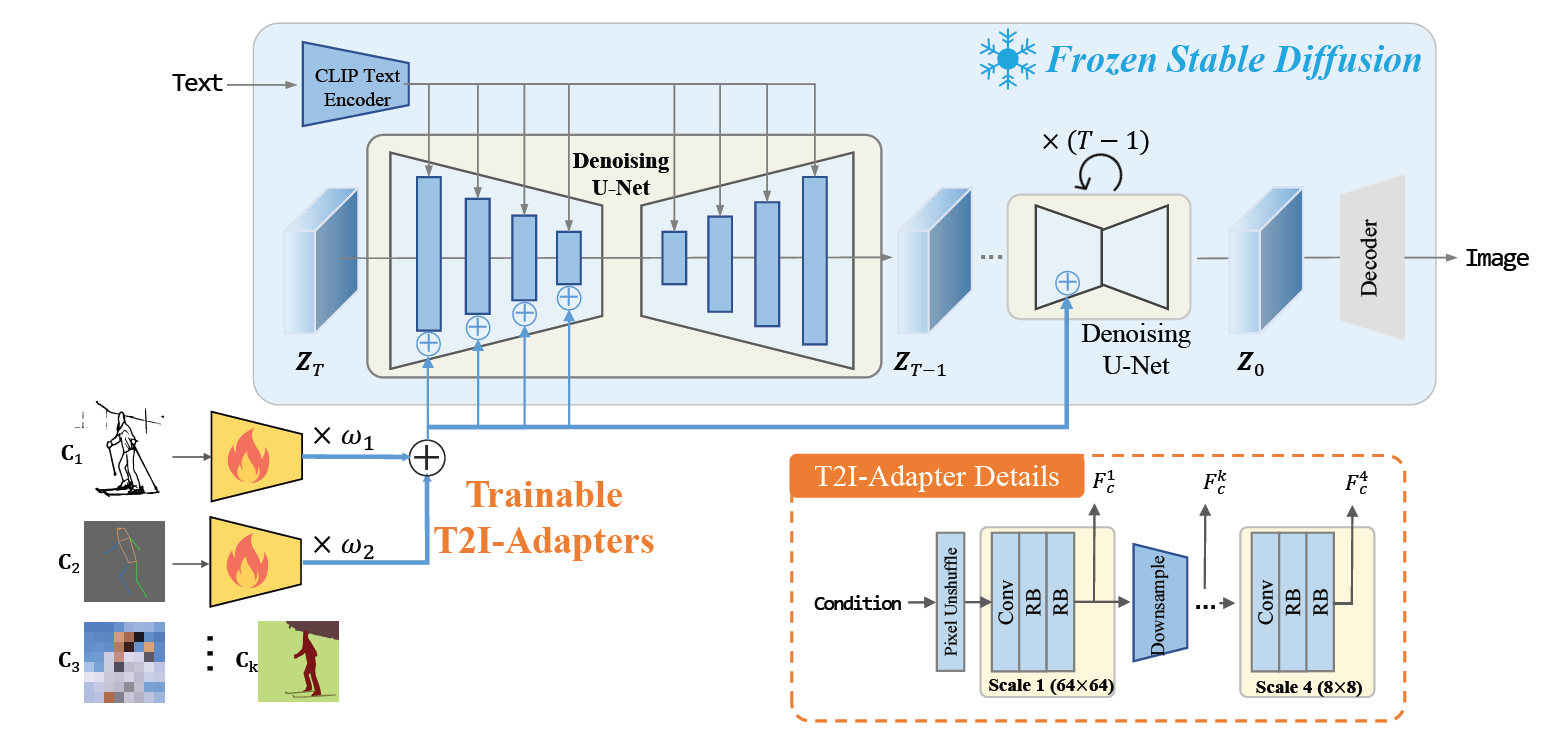 Frozen Stable Diffusion
Text
CLIP Text
Encoder
Denoising
U-Net
× (T − 1)
Z_T
Z_{T−1}
Denoising
U-Net
Z_0
Decoder
Image
C_1
× ω_1
C_2
× ω_2
Trainable
T2I-Adapters
C_3
C_k
T2I-Adapter Details
F_c^1
F_c^k
F_c^4
Condition
Pixel Unshuffle
Conv
RB
RB
Scale 1 (64×64)
Downsample
...
Conv
RB
RB
Scale 4 (8×8)